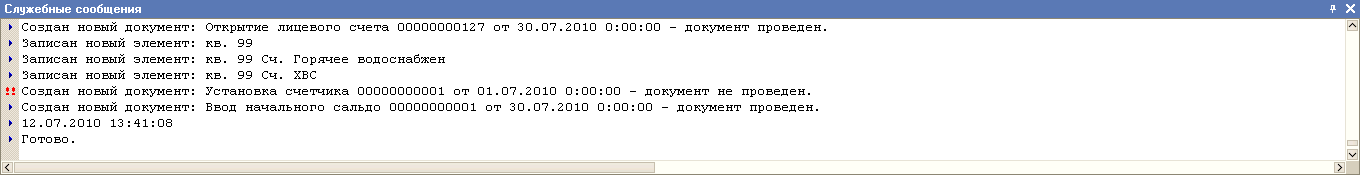 Служебные сообщения
Создан новый документ: Открытие лицевого счета 00000000127 от 30.07.2010 0:00:00 - документ проведен.
Записан новый элемент: кв. 99
Записан новый элемент: кв. 99 Сч. Горячее водоснабжен
Записан новый элемент: кв. 99 Сч. ХВС
!! Создан новый документ: Установка счетчика 00000000001 от 01.07.2010 0:00:00 - документ не проведен.
Создан новый документ: Ввод начального сальдо 00000000001 от 30.07.2010 0:00:00 - документ проведен.
12.07.2010 13:41:08
Готово.